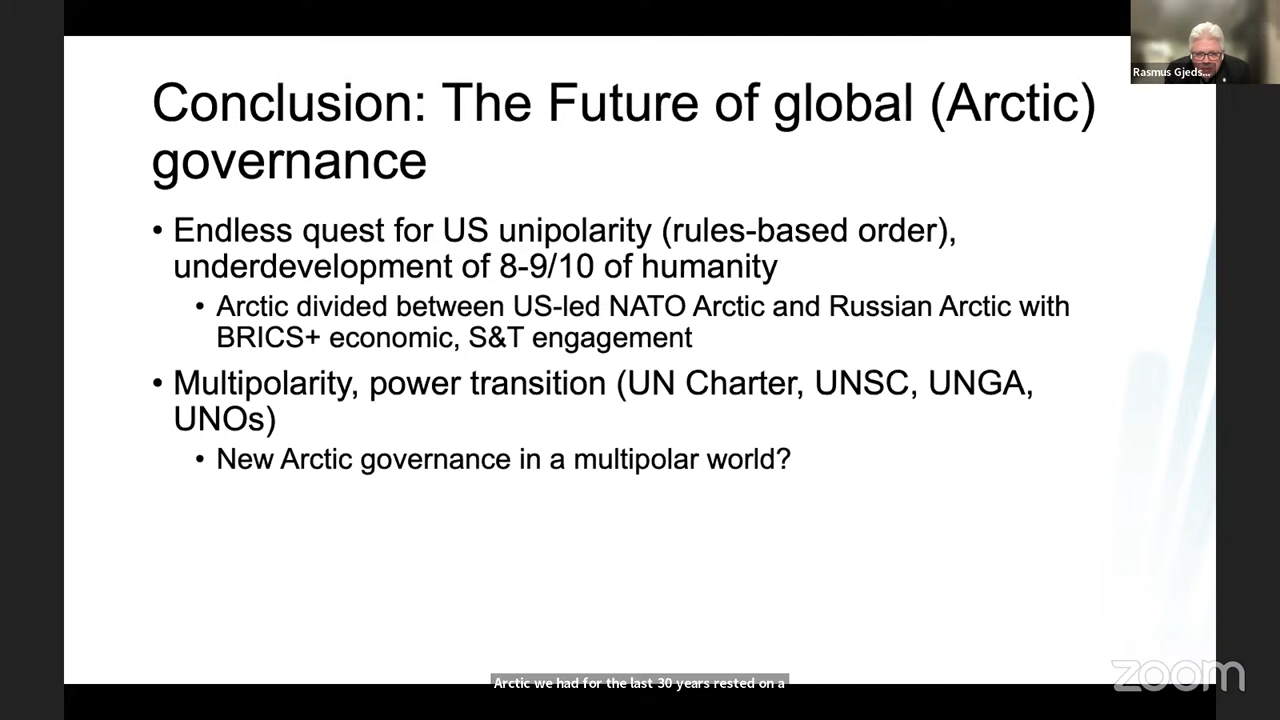 Rasmus Gjeds...
Conclusion: The Future of global (Arctic)
governance
• Endless quest for US unipolarity (rules-based order),
underdevelopment of 8-9/10 of humanity
• Arctic divided between US-led NATO Arctic and Russian Arctic with
BRICS+ economic, S&T engagement
• Multipolarity, power transition (UN Charter, UNSC, UNGA,
UNOs)
• New Arctic governance in a multipolar world?
zoom
Arctic we had for the last 30 years rested on a